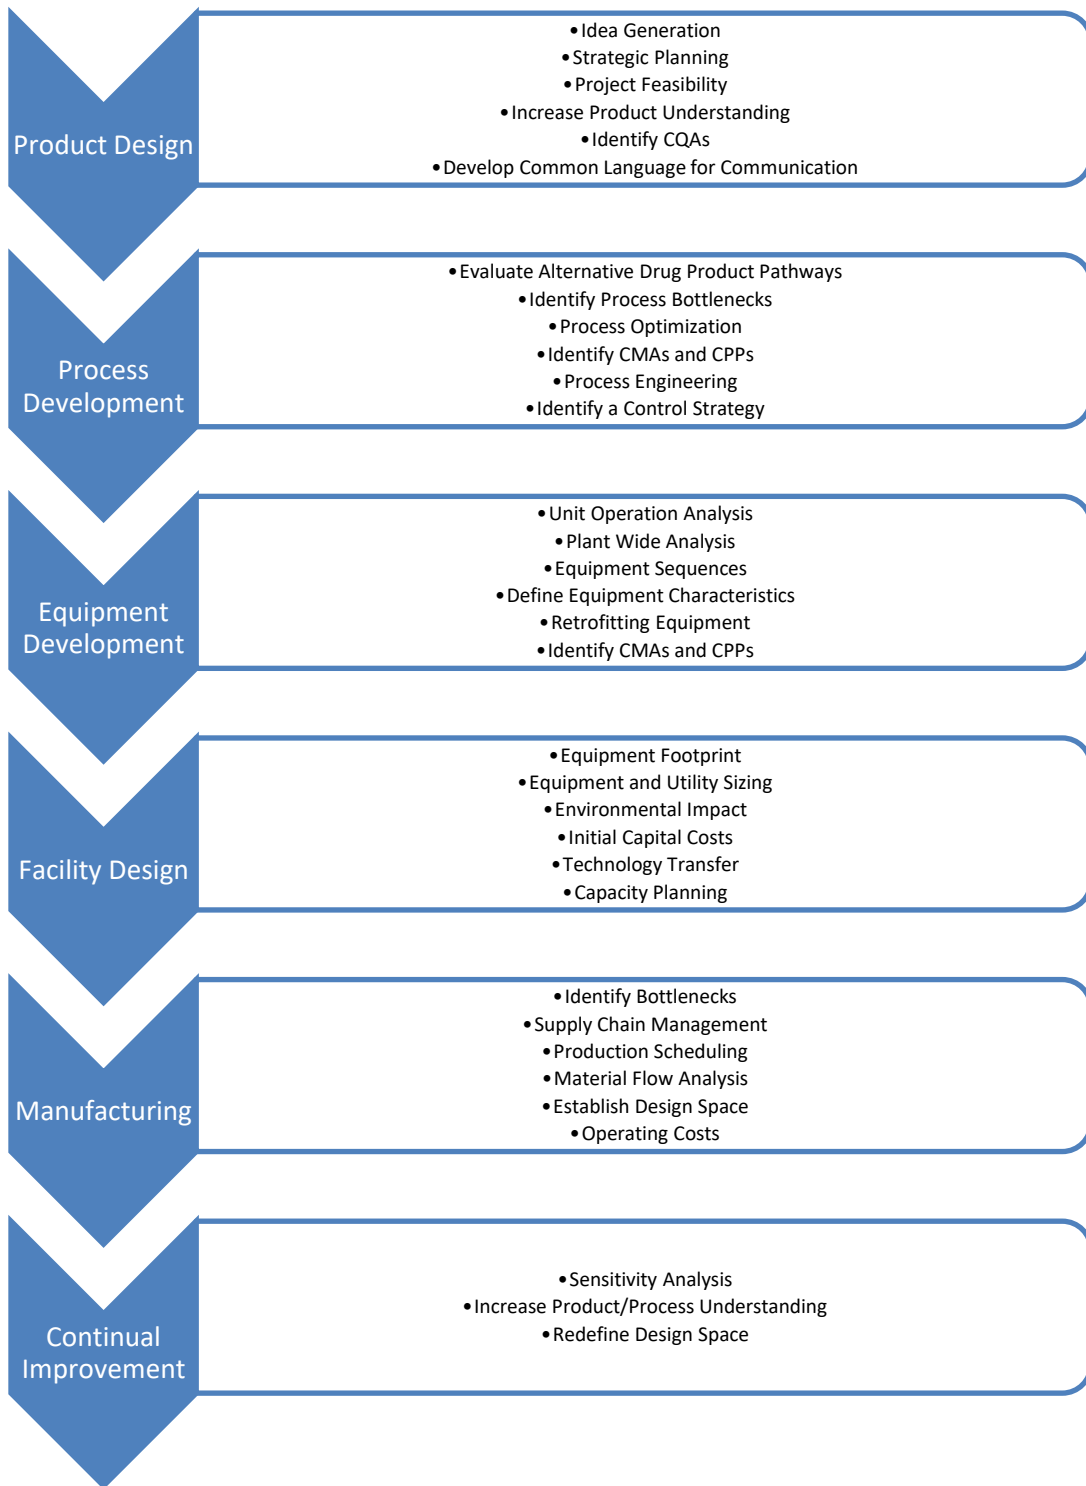 Product Design
•Idea Generation
•Strategic Planning
•Project Feasibility
•Increase Product Understanding
•Identify CQAs
•Develop Common Language for Communication
Process
Development
•Evaluate Alternative Drug Product Pathways
•Identify Process Bottlenecks
•Process Optimization
•Identify CMAs and CPPs
•Process Engineering
•Identify a Control Strategy
Equipment
Development
•Unit Operation Analysis
•Plant Wide Analysis
•Equipment Sequences
•Define Equipment Characteristics
•Retrofitting Equipment
•Identify CMAs and CPPs
Facility Design
•Equipment Footprint
•Equipment and Utility Sizing
•Environmental Impact
•Initial Capital Costs
•Technology Transfer
•Capacity Planning
Manufacturing
•Identify Bottlenecks
•Supply Chain Management
•Production Scheduling
•Material Flow Analysis
•Establish Design Space
•Operating Costs
Continual
Improvement
•Sensitivity Analysis
•Increase Product/Process Understanding
•Redefine Design Space